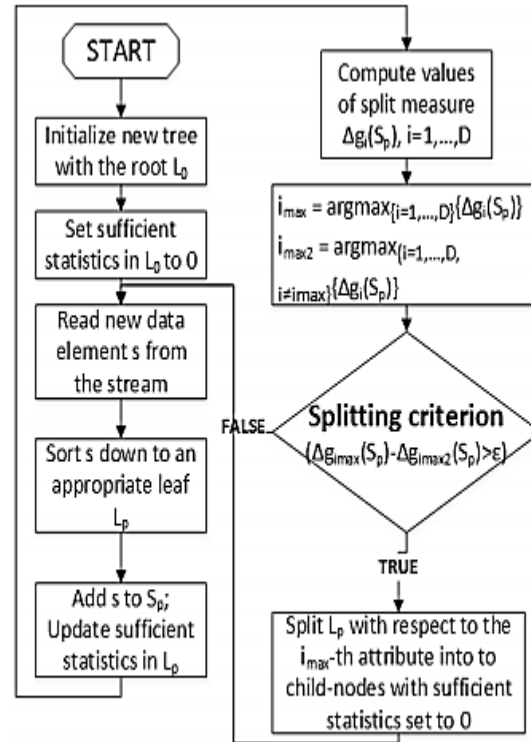 START
Initialize new tree
with the root L₀
Set sufficient
statistics in L₀ to 0
Read new data
element s from
the stream
Sort s down to an
appropriate leaf
Lₚ
Add s to Sₚ;
Update sufficient
statistics in Lₚ
Compute values
of split measure
Δgᵢ(Sₚ), i=1,...,D
iₘₐₓ = argmax{i=1,...,D}{Δgᵢ(Sₚ)}
iₘₐₓ₂ = argmax{i=1,...,D,
i≠imax}{Δgᵢ(Sₚ)}
Splitting criterion
(Δgimax(Sₚ)-Δgimax2(Sₚ)>ε)
FALSE
TRUE
Split Lₚ with respect to the
iₘₐₓ-th attribute into to
child-nodes with sufficient
statistics set to 0